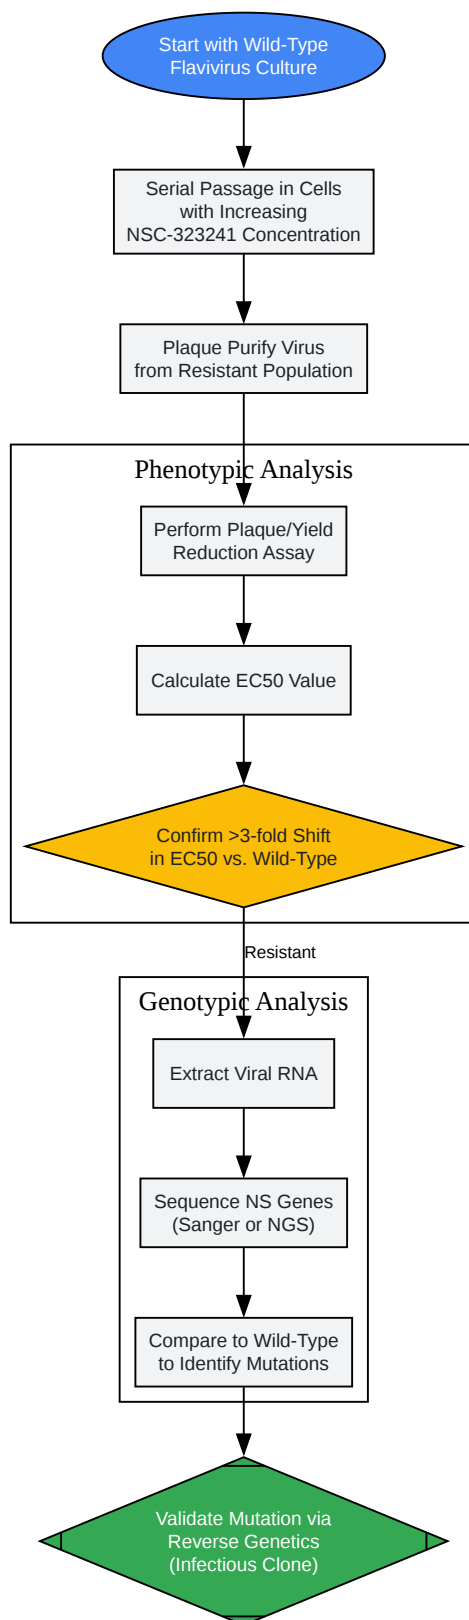 Start with Wild-Type
Flavivirus Culture
Serial Passage in Cells
with Increasing
NSC-323241 Concentration
Plaque Purify Virus
from Resistant Population
Phenotypic Analysis
Perform Plaque/Yield
Reduction Assay
Calculate EC50 Value
Confirm >3-fold Shift
in EC50 vs. Wild-Type
Resistant
Genotypic Analysis
Extract Viral RNA
Sequence NS Genes
(Sanger or NGS)
Compare to Wild-Type
to Identify Mutations
Validate Mutation via
Reverse Genetics
(Infectious Clone)